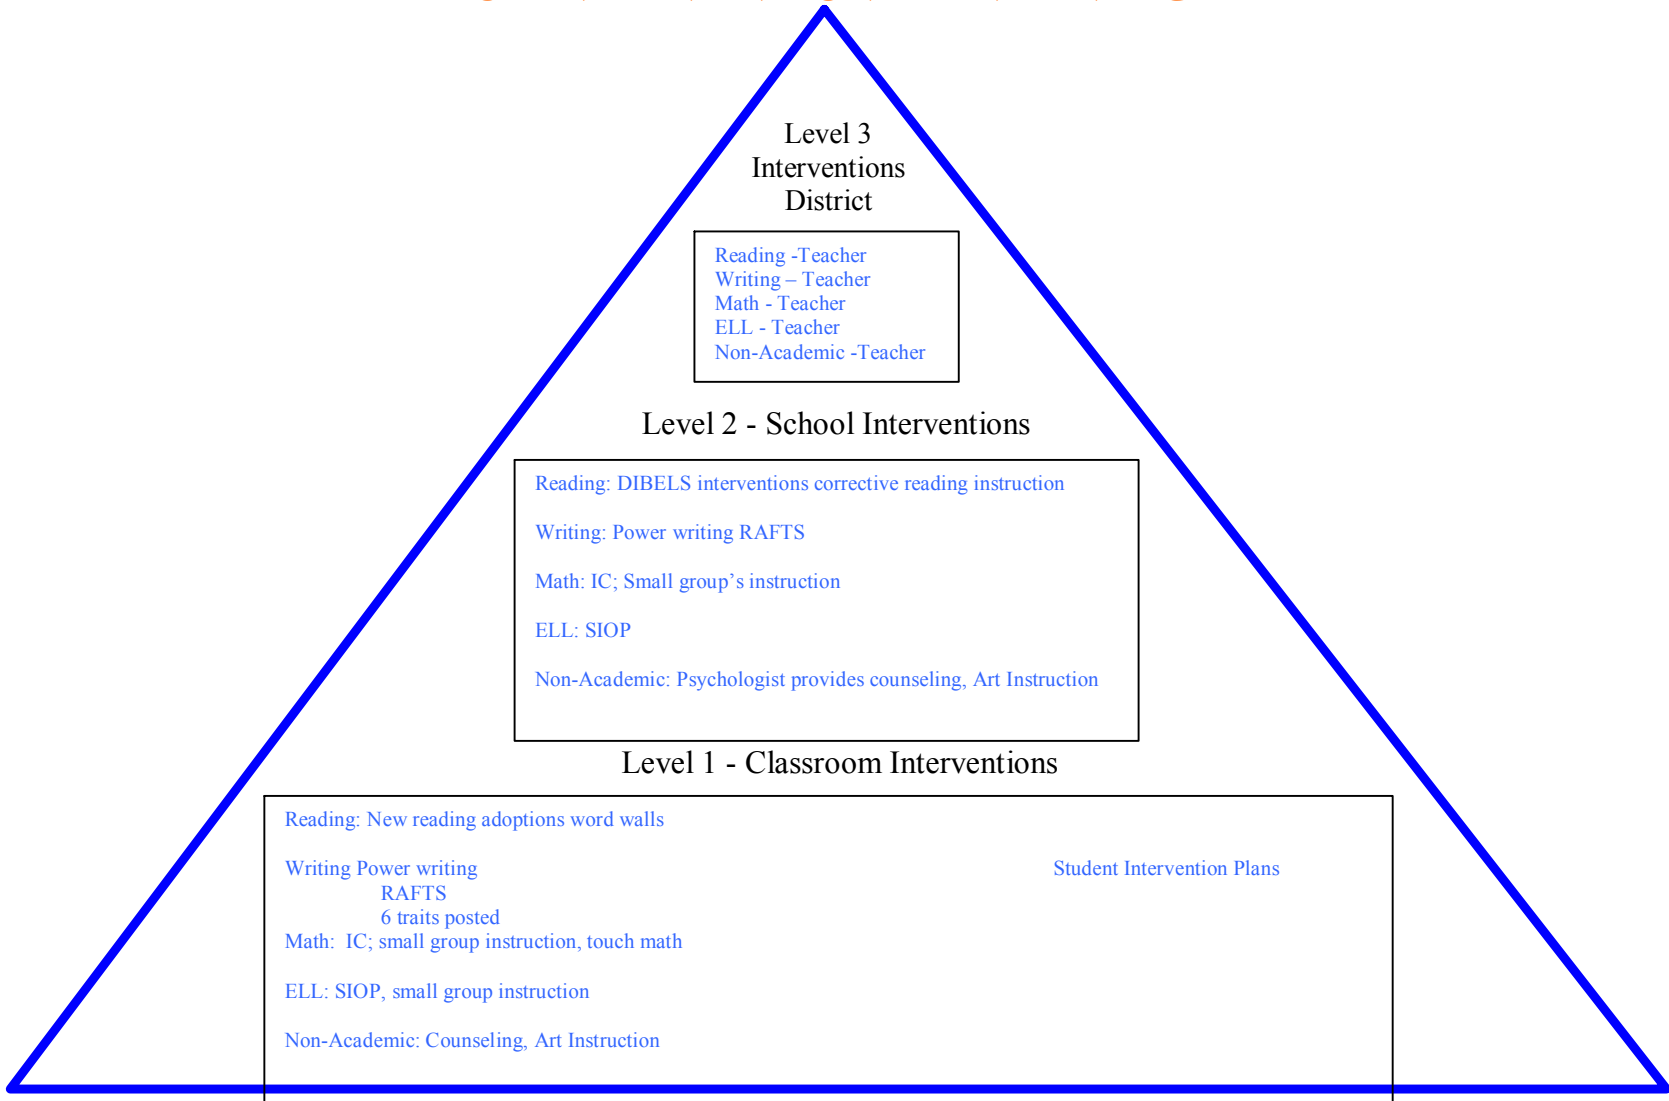 Level 3
Interventions
District
Reading -Teacher
Writing – Teacher
Math - Teacher
ELL - Teacher
Non-Academic -Teacher
Level 2 - School Interventions
Reading: DIBELS interventions corrective reading instruction
Writing: Power writing RAFTS
Math: IC; Small group’s instruction
ELL: SIOP
Non-Academic: Psychologist provides counseling, Art Instruction
Level 1 - Classroom Interventions
Reading: New reading adoptions word walls
Writing Power writing Student Intervention Plans
RAFTS
6 traits posted
Math: IC; small group instruction, touch math
ELL: SIOP, small group instruction
Non-Academic: Counseling, Art Instruction